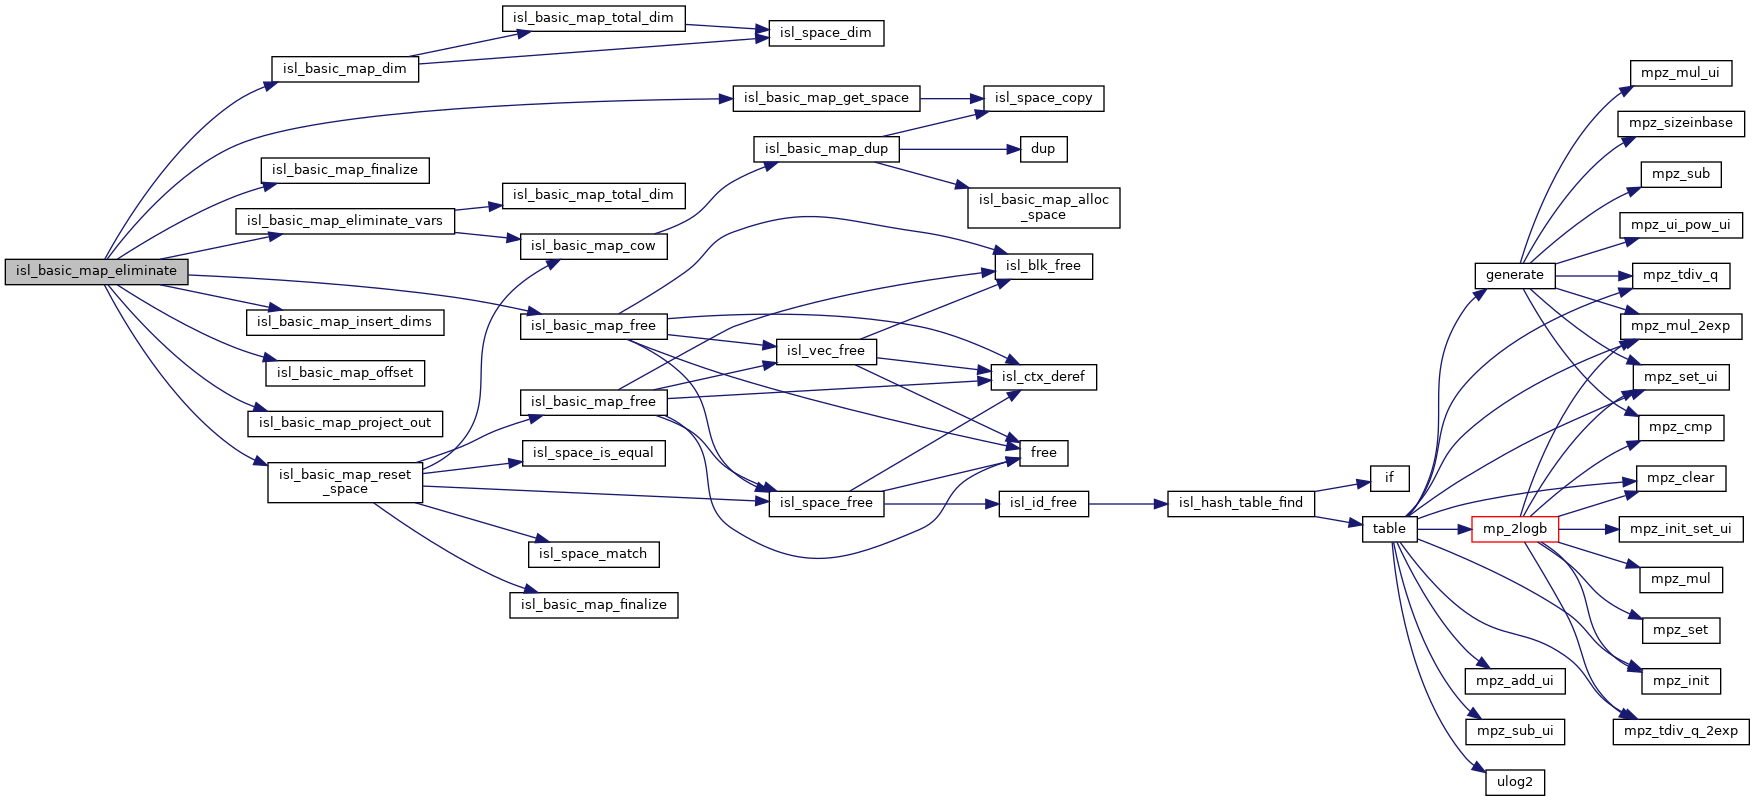 isl_basic_map_eliminate
isl_basic_map_dim
isl_basic_map_total_dim
isl_space_dim
isl_basic_map_get_space
isl_space_copy
isl_basic_map_finalize
isl_basic_map_eliminate_vars
isl_basic_map_total_dim
isl_basic_map_cow
isl_basic_map_dup
dup
isl_basic_map_alloc
_space
isl_basic_map_free
isl_blk_free
isl_vec_free
isl_ctx_deref
isl_basic_map_insert_dims
isl_basic_map_offset
isl_basic_map_project_out
isl_basic_map_reset
_space
isl_basic_map_free
isl_space_is_equal
free
isl_space_free
isl_id_free
isl_hash_table_find
isl_space_match
isl_basic_map_finalize
if
table
generate
mp_2logb
mpz_add_ui
mpz_sub_ui
ulog2
mpz_mul_ui
mpz_sizeinbase
mpz_sub
mpz_ui_pow_ui
mpz_tdiv_q
mpz_mul_2exp
mpz_set_ui
mpz_cmp
mpz_clear
mpz_init_set_ui
mpz_mul
mpz_set
mpz_init
mpz_tdiv_q_2exp